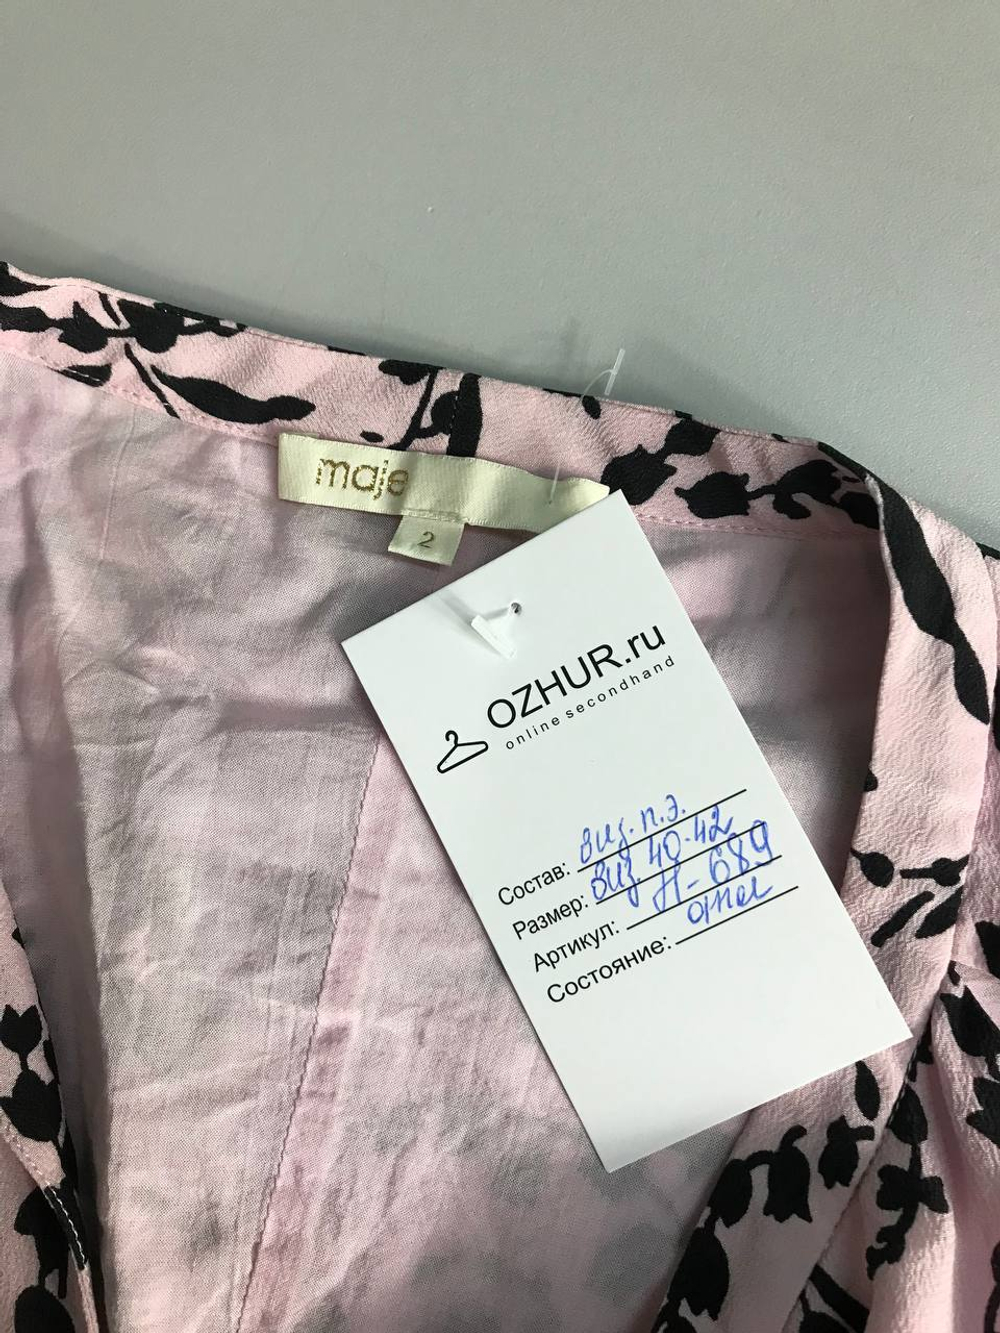 maje
2
OZHUR.ru
online secondhand
Состав: виз. п.э.
Размер: виз. 40-42
Артикул: Н-689
Состояние: отл